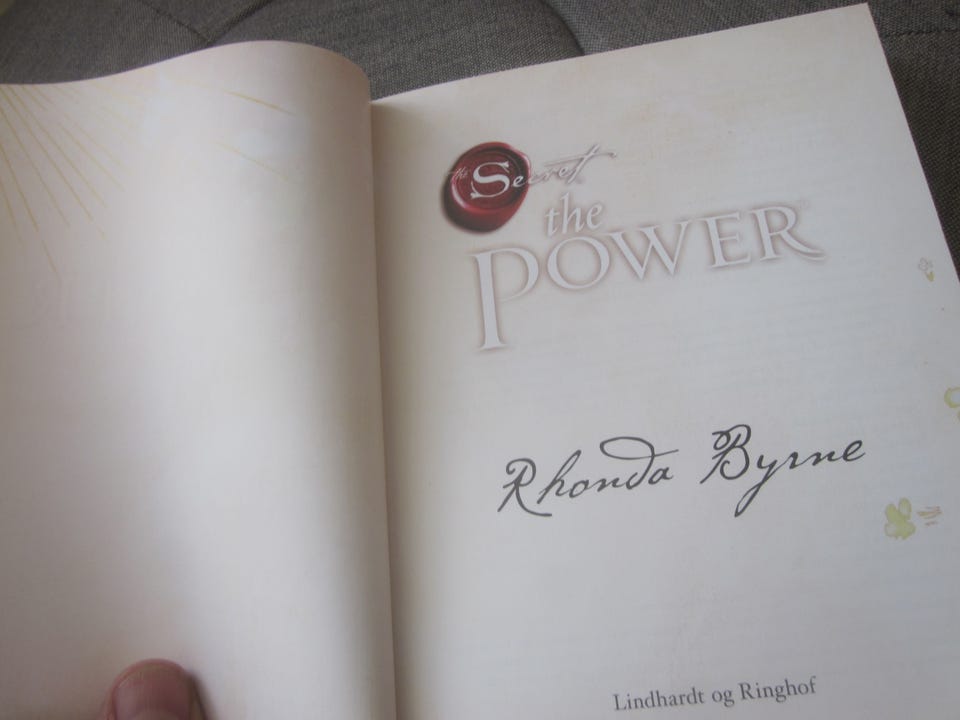 the Secret
the
POWER
Rhonda Byrne
Lindhardt og Ringhof